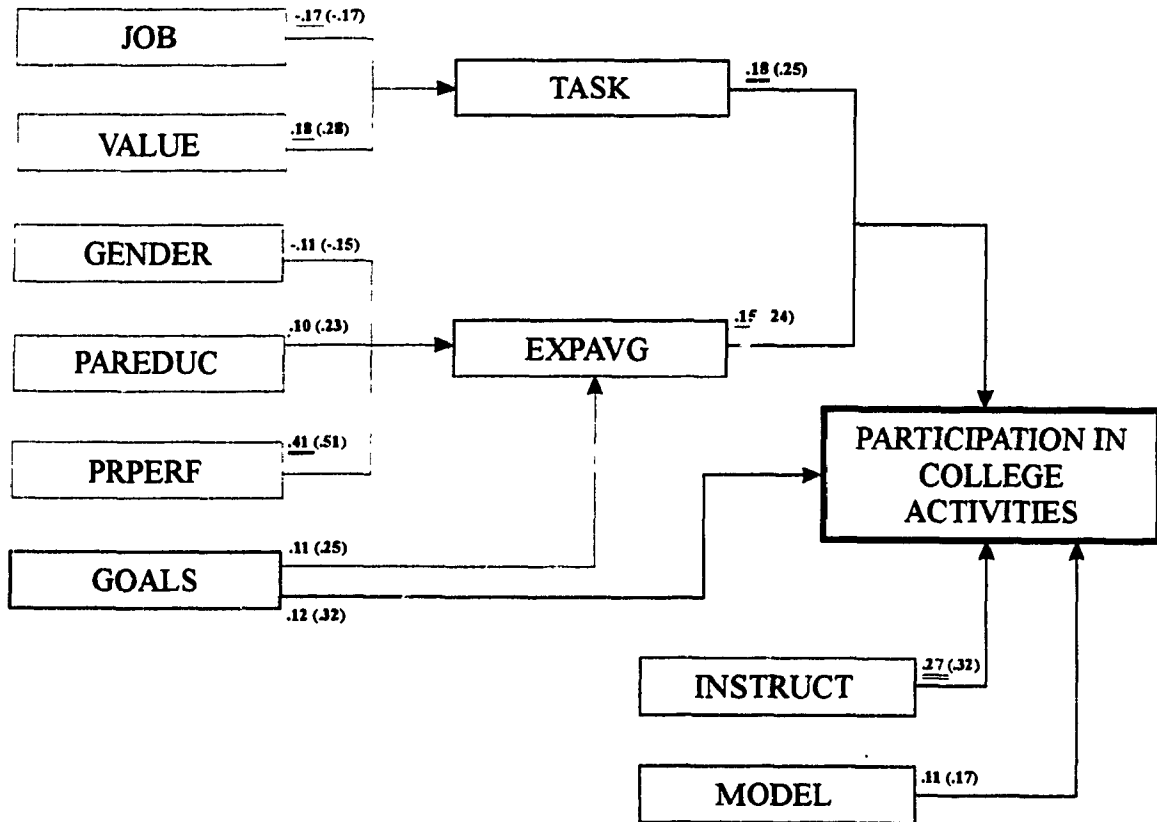 -.17 (-.17)
JOB
TASK
.18 (.25)
VALUE
.18 (.28)
GENDER
-.11 (-.15)
.10 (.23)
PAREDUC
EXPAVG
.15 24)
PRPERF
.41 (.51)
PARTICIPATION IN
COLLEGE
ACTIVITIES
GOALS
.11 (.25)
.12 (.32)
INSTRUCT
.27 (.32)
MODEL
.11 (.17)